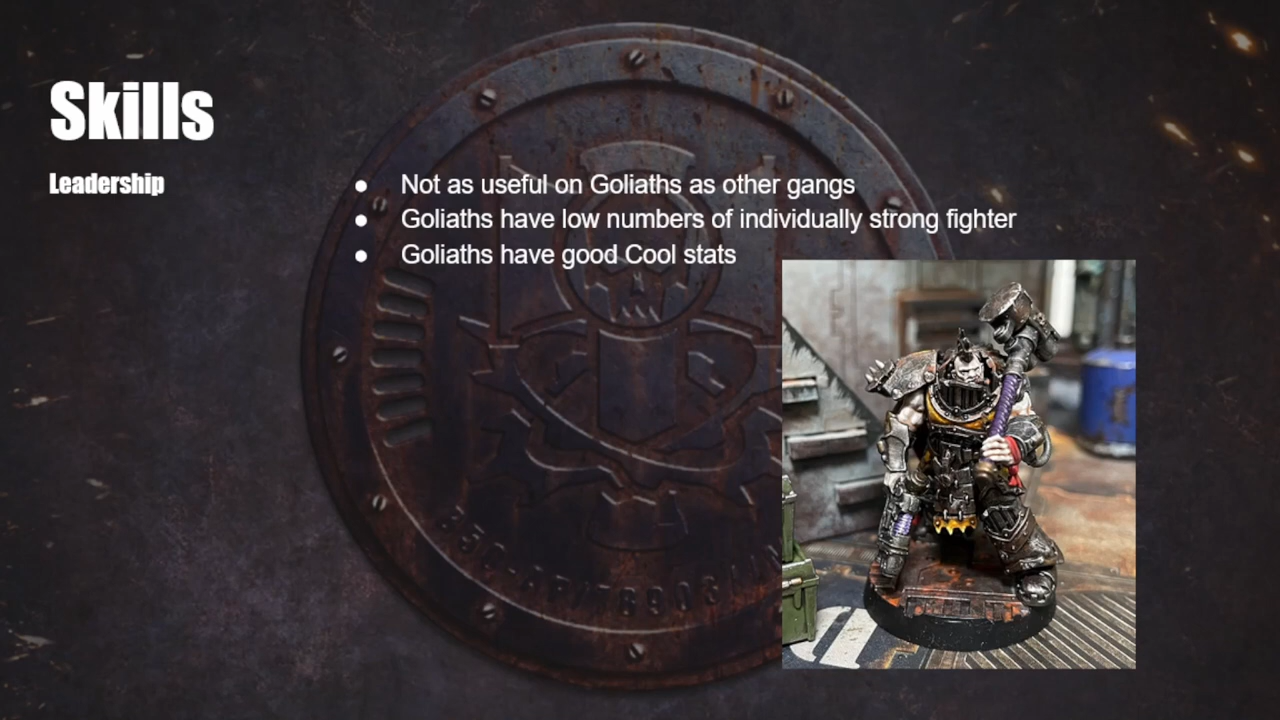 Skills
Leadership
● Not as useful on Goliaths as other gangs
● Goliaths have low numbers of individually strong fighter
● Goliaths have good Cool stats